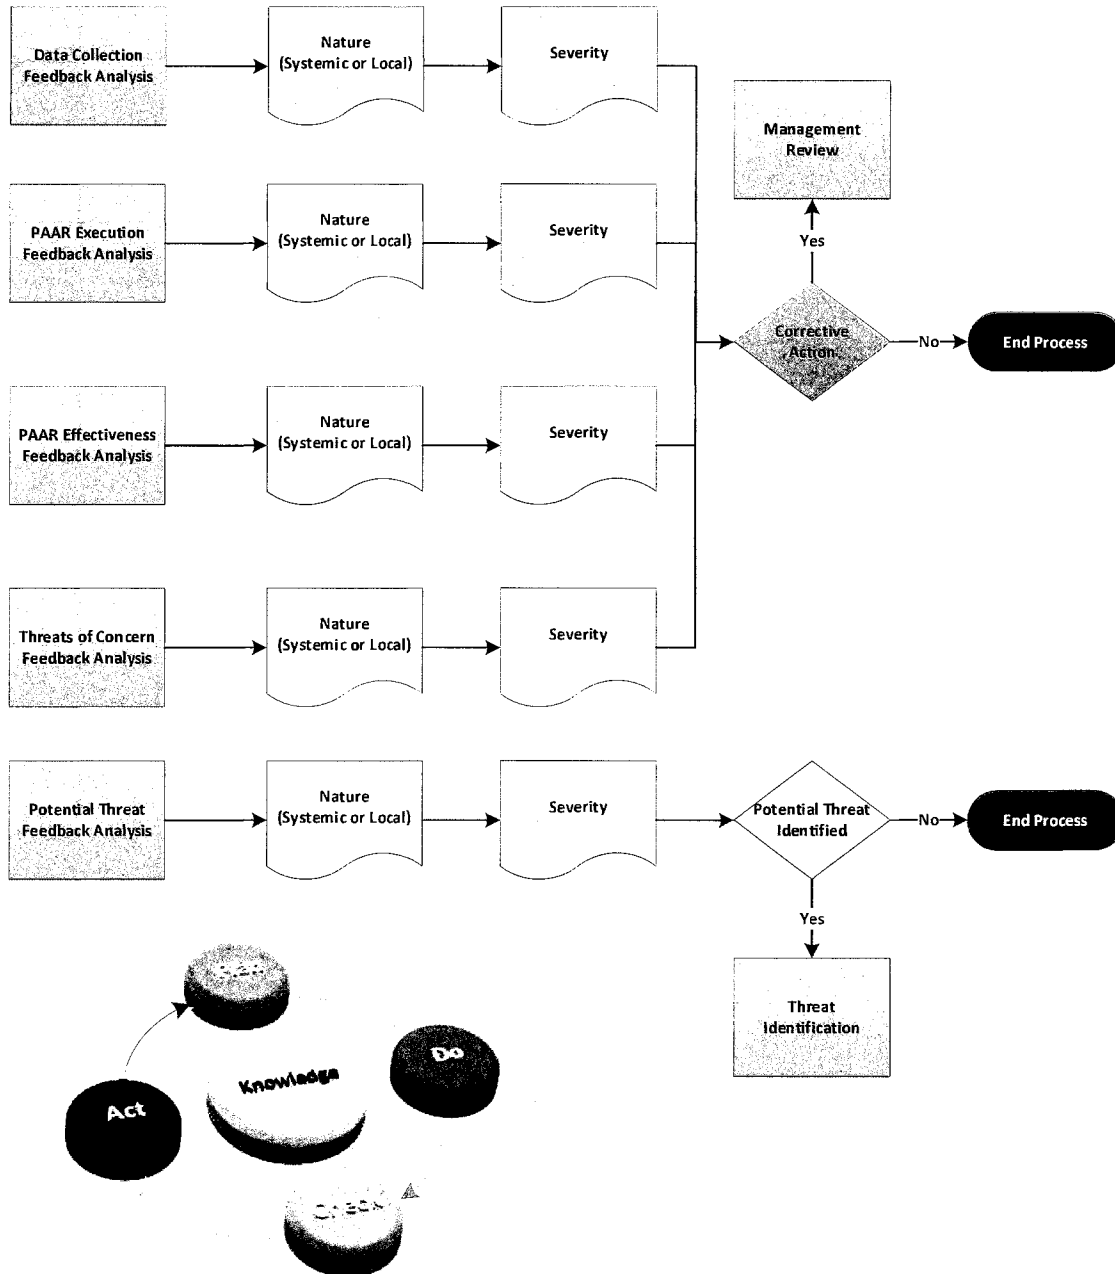 Data Collection
Feedback Analysis
Nature
(Systemic or Local)
Severity
Management
Review
PAAR Execution
Feedback Analysis
Nature
(Systemic or Local)
Severity
Yes
Corrective
Action
No
End Process
PAAR Effectiveness
Feedback Analysis
Nature
(Systemic or Local)
Severity
Threats of Concern
Feedback Analysis
Nature
(Systemic or Local)
Severity
Potential Threat
Feedback Analysis
Nature
(Systemic or Local)
Severity
Potential Threat
Identified
No
End Process
Yes
Threat
Identification
Do
Knowledge
Act
Check